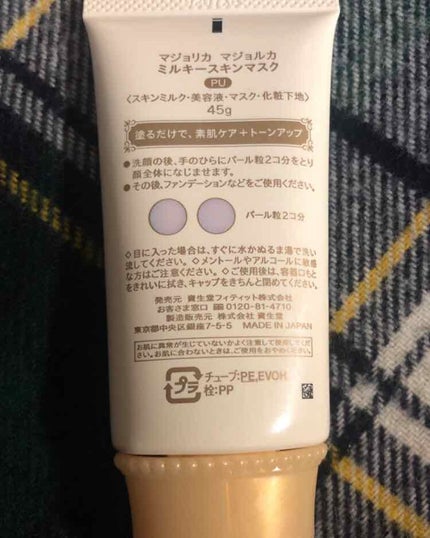 マジョリカ マジョルカ
ミルキースキンマスク
PU
〈スキンミルク・美容液・マスク・化粧下地〉
45g
塗るだけで、素肌ケア+トーンアップ
●洗顔の後、手のひらにパール粒2コ分をとり
顔全体になじませます。
●その後、ファンデーションなどをご使用ください。
パール粒2コ分
◇目に入った場合は、すぐに水かぬるま湯で洗い
流してください。◇メントールやアルコールに敏感
な方はご注意ください。◇ご使用後は、容器口もと
をきれいに拭き、キャップをきちんと閉めてください。
発売元 資生堂フィティット株式会社
お客さま窓口 0120-81-4710
製造販売元 株式会社 資生堂
東京都中央区銀座7-5-5 MADE IN JAPAN
お肌に異常が生じていないかよく注意して使用してくだ
さい。お肌に合わないときは、ご使用をおやめください。
プラ
チューブ:PE,EVOH
栓:PP